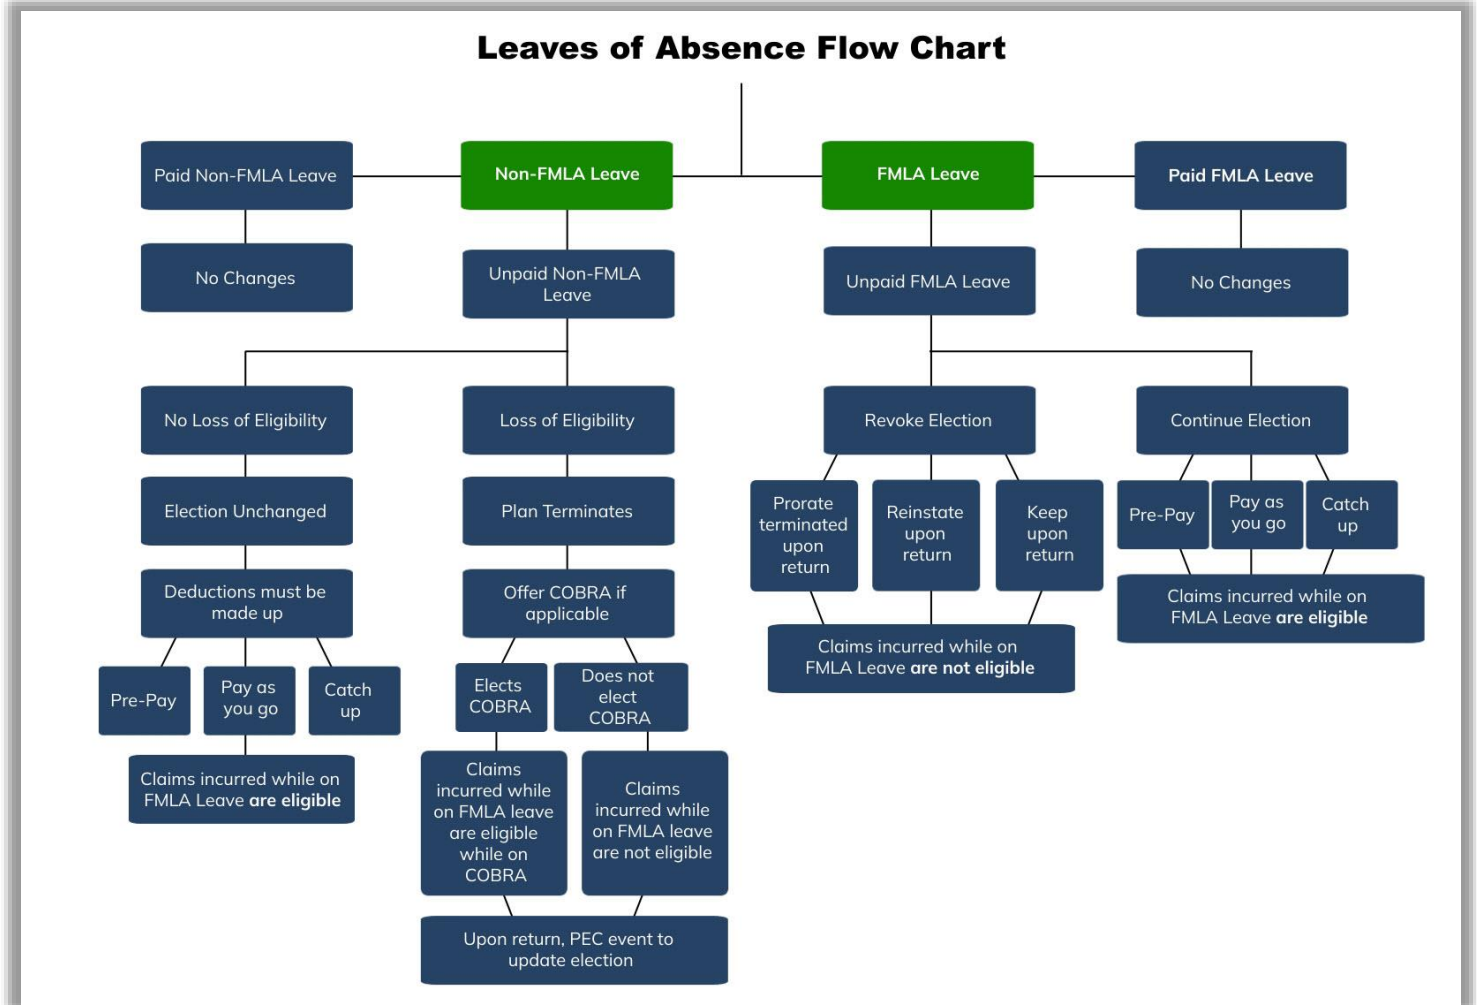 Leaves of Absence Flow Chart
Paid Non-FMLA Leave
Non-FMLA Leave
FMLA Leave
Paid FMLA Leave
No Changes
Unpaid Non-FMLA
Leave
Unpaid FMLA Leave
No Changes
No Loss of Eligibility
Loss of Eligibility
Revoke Election
Continue Election
Election Unchanged
Plan Terminates
Prorate
terminated
upon
return
Reinstate
upon
return
Keep
upon
return
Pre-Pay
Pay as
you go
Catch
up
Deductions must be
made up
Offer COBRA if
applicable
Claims incurred while on
FMLA Leave are not eligible
Claims incurred while on
FMLA Leave are eligible
Pre-Pay
Pay as
you go
Catch
up
Elects
COBRA
Does not
elect
COBRA
Claims incurred while on
FMLA Leave are eligible
Claims
incurred while
on FMLA leave
are eligible
while on
COBRA
Claims
incurred while
on FMLA leave
are not eligible
Upon return, PEC event to
update election